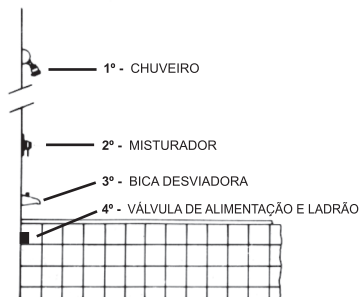 1º - CHUVEIRO
2º - MISTURADOR
3º - BICA DESVIADORA
4º - VÁLVULA DE ALIMENTAÇÃO E LADRÃO